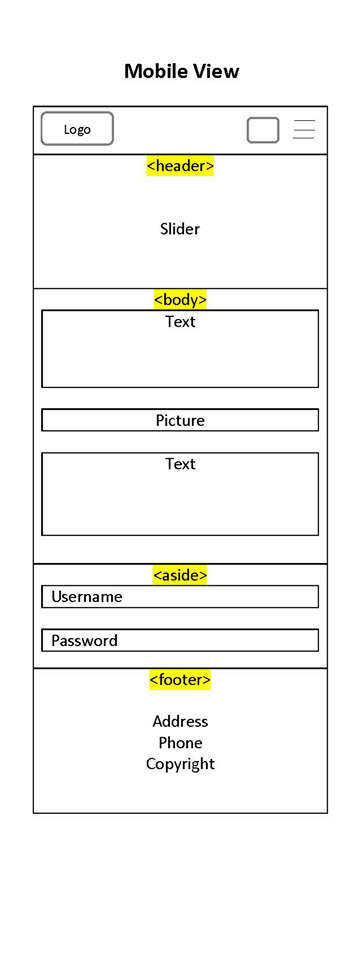 Mobile View
Logo
<header>
Slider
<body>
Text
Picture
Text
<aside>
Username
Password
<footer>
Address
Phone
Copyright